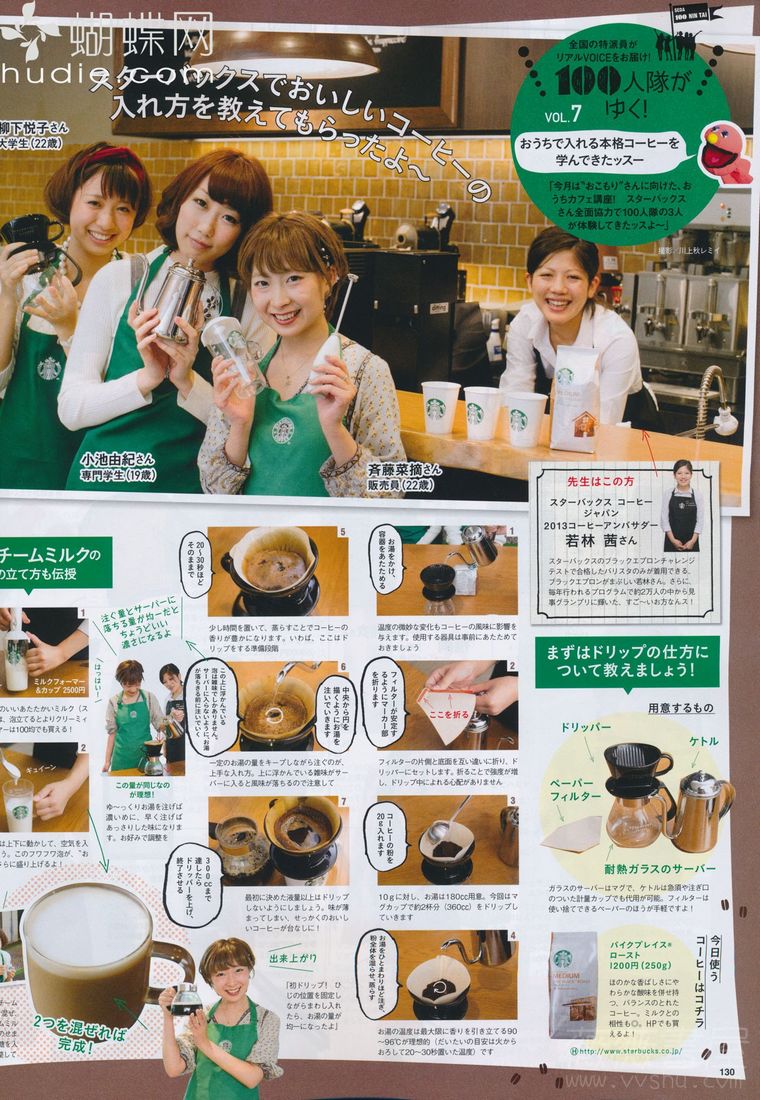 蝴蝶网
hudie.com
スターバックスでおいしいコーヒーの
入れ方を教えてもらったよ〜
SEDA
100 NIN TAI
全国の特派員が
リアルVOICEをお届け!
100人隊が
ゆく!
VOL.7
おうちで入れる本格コーヒーを
学んできたッスー
「今月は“おこもり”さんに向けた、お
うちカフェ講座! スターバックス
さん全面協力で100人隊の3人
が体験してきたッスよ〜」
撮影/川上秋レミイ
柳下悦子さん
大学生(22歳)
小池由紀さん
専門学生(19歳)
斉藤菜摘さん
販売員(22歳)
先生はこの方
スターバックス コーヒー
ジャパン
2013コーヒーアンバサダー
若林 茜さん
スターバックスのブラックエプロンチャレンジ
テストで合格したバリスタのみが着用できる、
ブラックエプロンがまぶしい若林さん。さらに、
毎年行われるプログラムで約2万人の中から見
事グランプリに輝いた、すご〜いお方なんス!
まずはドリップの仕方に
ついて教えましょう!
用意するもの
ドリッパー
ケトル
ペーパー
フィルター
耐熱ガラスのサーバー
ガラスのサーバーはマグで、ケトルは急須や注ぎ口
のついた計量カップでも代用が可能。フィルターは
使い捨てできるペーパーのほうが手軽ですよ!
今日使う
コーヒーはコチラ
MEDIUM
パイクプレイス®
ロースト
1200円(250g)
ほのかな香ばしさにや
わらかな酸味を併せ持
つ、バランスのとれた
コーヒー。ミルクとの
相性も◎。HPでも買
えるよ!
Ⓗhttp://www.starbucks.co.jp/
1
お湯をかけ、
容器をあたためる
温度の微妙な変化もコーヒーの風味に影響を
与えます。使用する器具は事前にあたためて
おきましょう
2
フィルターが安定
するようにマーカー部
を折ります
ここを折る
フィルターの片側と底面を互い違いに折り、ド
リッパーにセットします。折ることで強度が増
し、ドリップ中によれる心配がありません
3
コーヒーの粉を
20g入れます
10gに対し、お湯は180cc用意。今回はマ
グカップで約2杯分(360cc)をドリップし
ていきます
4
お湯をひとまわりほど注ぎ、
粉全体を湿らせ、蒸らす
お湯の温度は最大限に香りを引き立てる90
〜96℃が理想的(だいたいの目安は火から
おろして20〜30秒置いた温度)です
5
20〜30秒ほど
そのままで
少し時間を置いて、蒸らすことでコーヒーの
香りが豊かになります。いわば、ここはドリ
ップをする準備段階
6
中央から円を
描くようにお湯を
注いでいきます
この上に浮かんでいる
泡は雑味でしかありません。
サーバーに入らないように、お湯
が落ちきる前に注いでいく
一定のお湯の量をキープしながら注ぐのが、
上手な入れ方。上に浮かんでいる雑味がサー
バーに入ると風味が落ちるので注意して
7
300ccまで
達したら
ドリッパーを上げ、
終了させる
最初に決めた液量以上はドリップ
しないようにしましょう。味が薄
まってしまい、せっかくのおいし
いコーヒーが台なしに!
出来上がり
「初ドリップ! ひ
じの位置を固定し
ながらまわし入れ
たら、お湯の量が
均一になったよ」
注ぐ量とサーバーに
落ちる量が均一だと
ちょうどいい
濃さになるよ
はっはい!
この量が同じなの
が理想!
ゆ〜っくりお湯を注げば
濃いめに、早く注げば
あっさりした味になりま
す。お好みで調整を
チームミルクの
の立て方も伝授
1
ミルクフォーマー
&カップ 2500円
のいいあたたかいミルク(ス
は、泡立てるとよりクリーミィ
ァーは100均でも買える!
2
ギュイーン
は上下に動かして、空気を入
う。このフワフワ泡が、“お
さらに盛り上げるよ!
2つを混ぜれば
完成!
130
www.vvshu.com